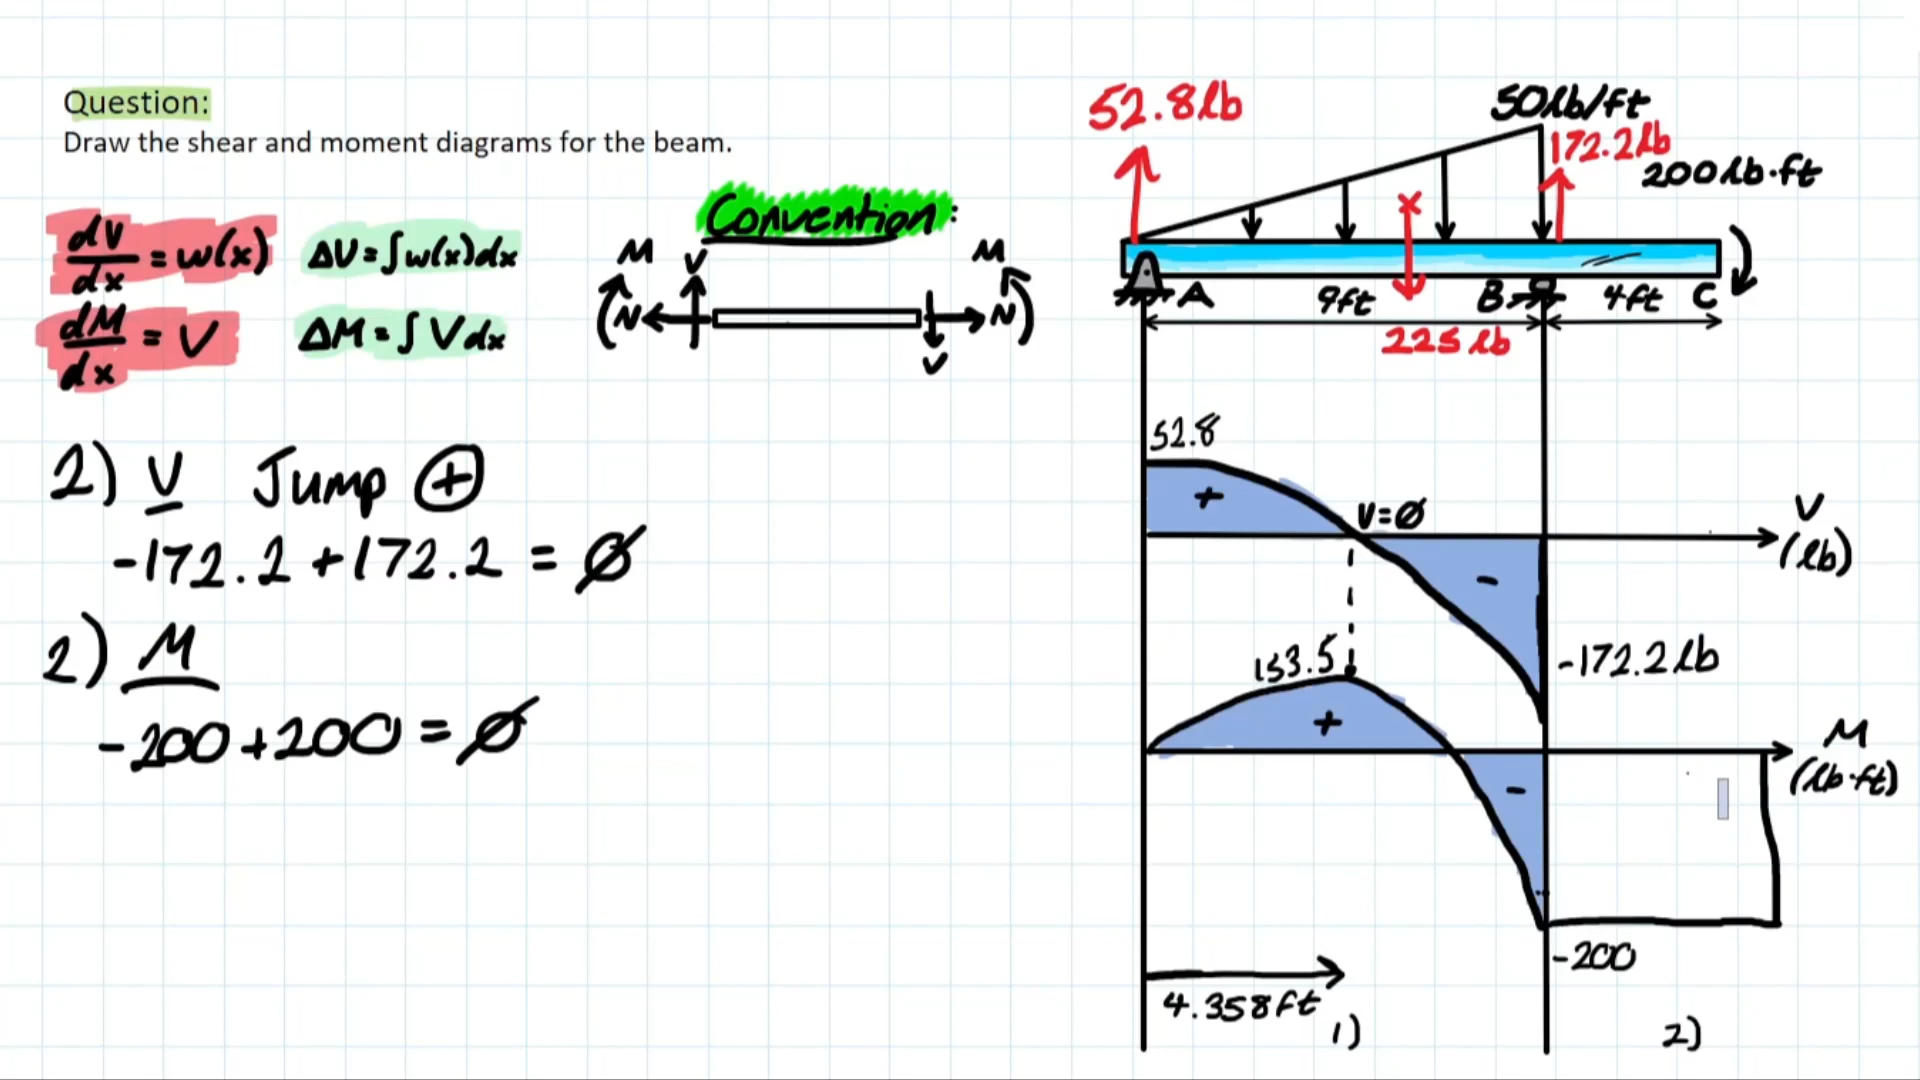 Question:
Draw the shear and moment diagrams for the beam.
dV/dx = w(x)
ΔV = ∫w(x)dx
dM/dx = V
ΔM = ∫Vdx
Convention:
M V M
N N
V
2) V Jump ⊕
-172.2 + 172.2 = Ø
2) M
-200 + 200 = Ø
52.8lb
50lb/ft
172.2lb
200lb·ft
A 9ft B 4ft C
225 lb
52.8
+
V=Ø
V
(lb)
-
-172.2lb
153.5
+
M
(lb·ft)
-
-200
4.358ft
1) 2)